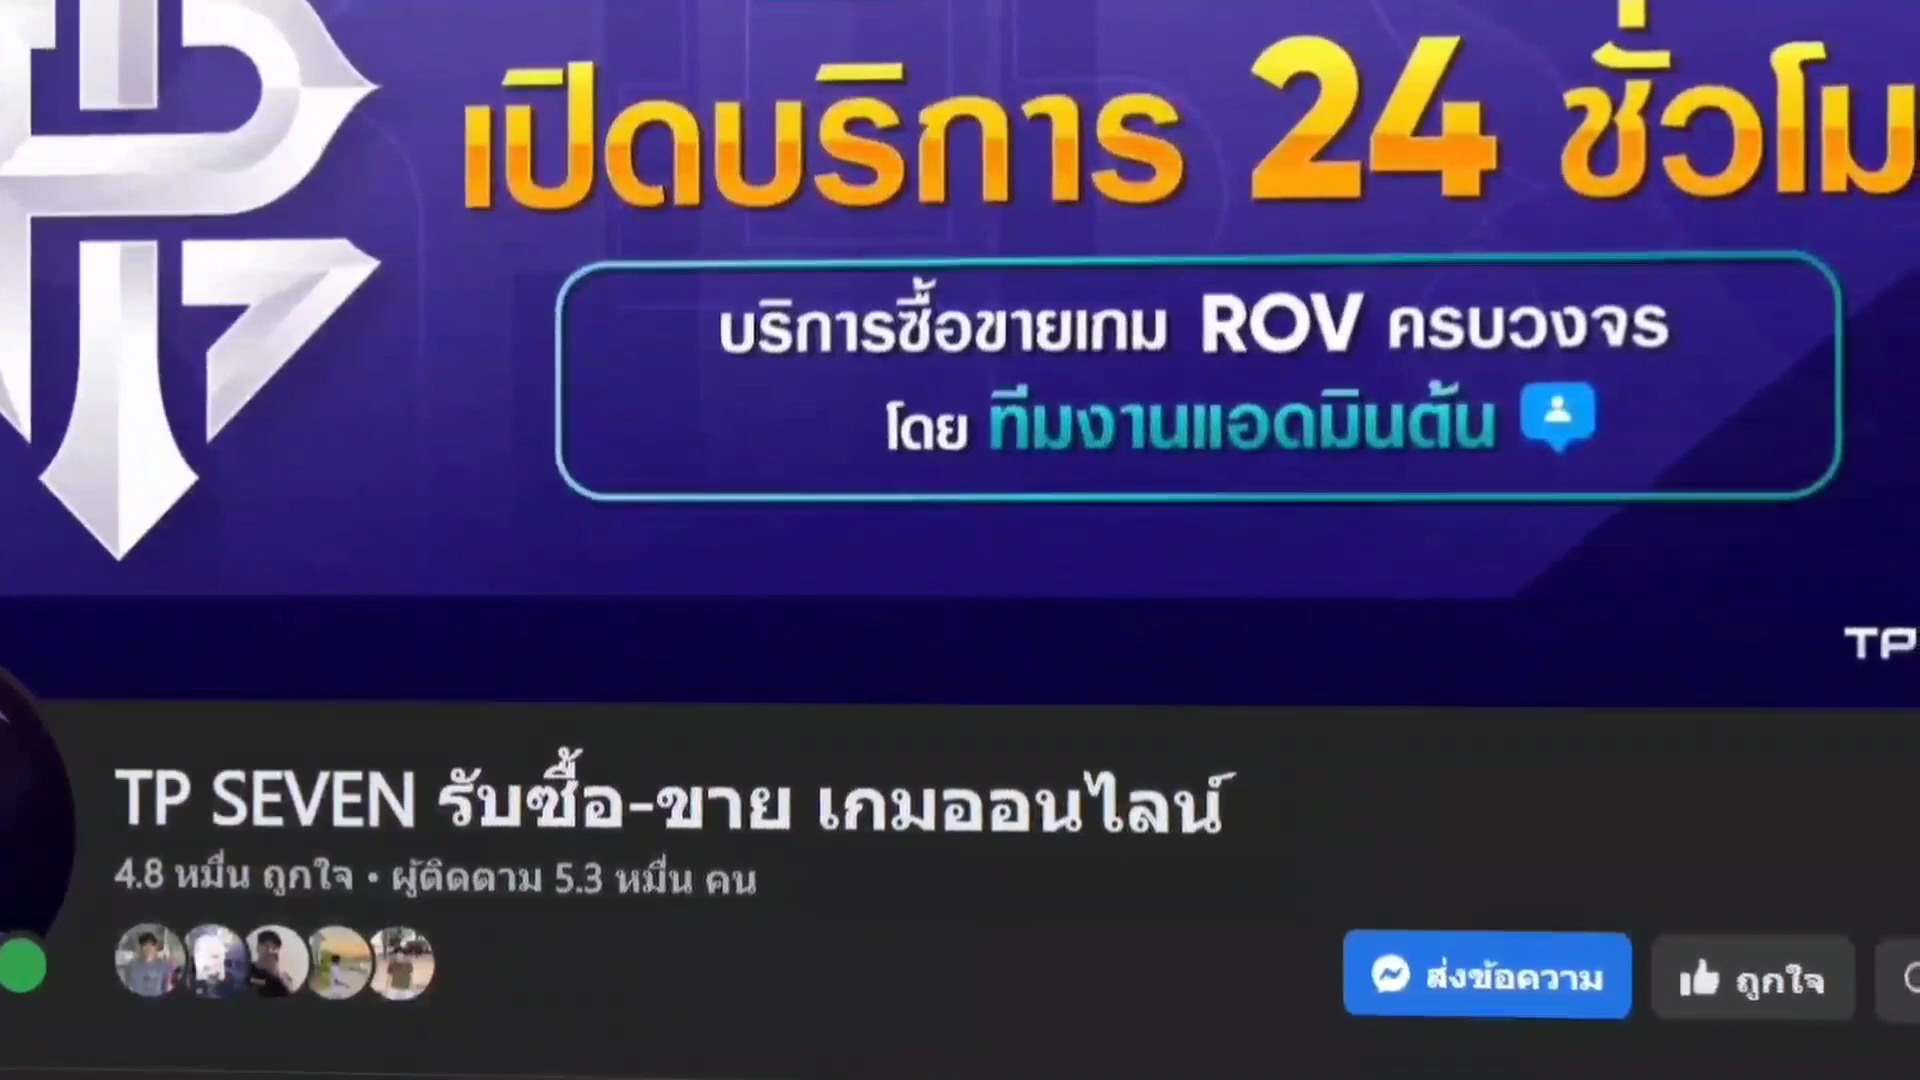 เปิดบริการ 24 ชั่วโม
บริการซื้อขายเกม ROV ครบวงจร
โดย ทีมงานแอดมินต้น
TP
TP SEVEN รับซื้อ-ขาย เกมออนไลน์
4.8 หมื่น ถูกใจ • ผู้ติดตาม 5.3 หมื่น คน
ส่งข้อความ
ถูกใจ